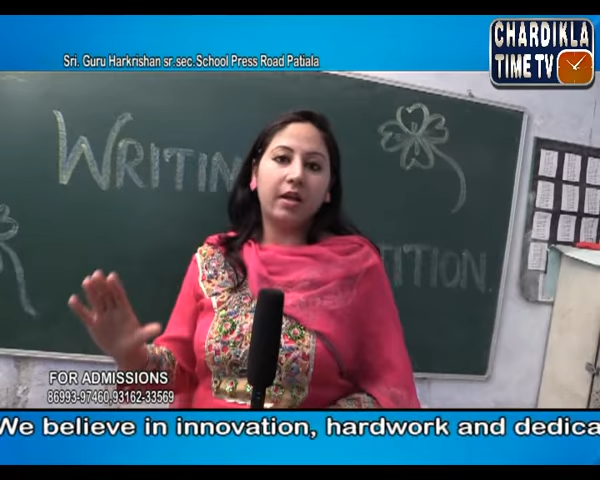 CHARDIKLA
TIME TV
Sri. Guru Harkrishan sr.sec.School Press Road Patiala
WRITIN
TITION.
FOR ADMISSIONS
86993-97460,93162-33569
We believe in innovation, hardwork and dedica